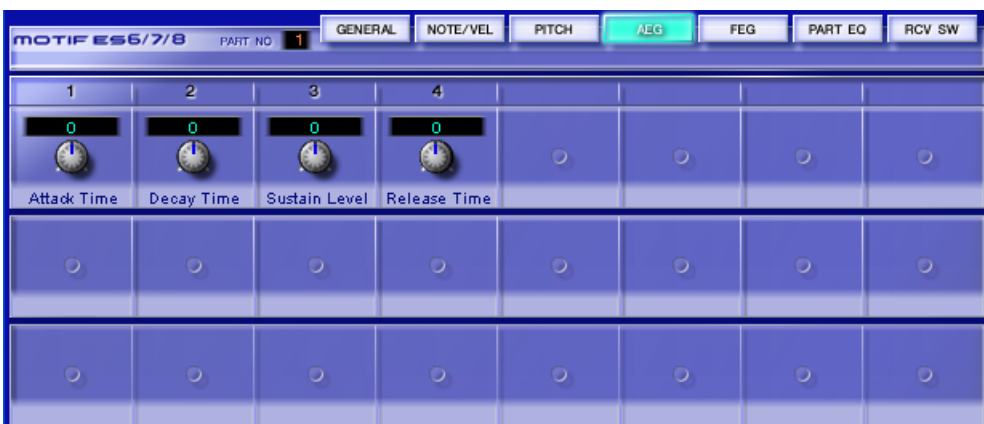 GENERAL NOTE/VEL PITCH AEG FEG PART EQ RCV SW
MOTIF ES6/7/8 PART NO 1
1 2 3 4
0 0 0 0
Attack Time Decay Time Sustain Level Release Time